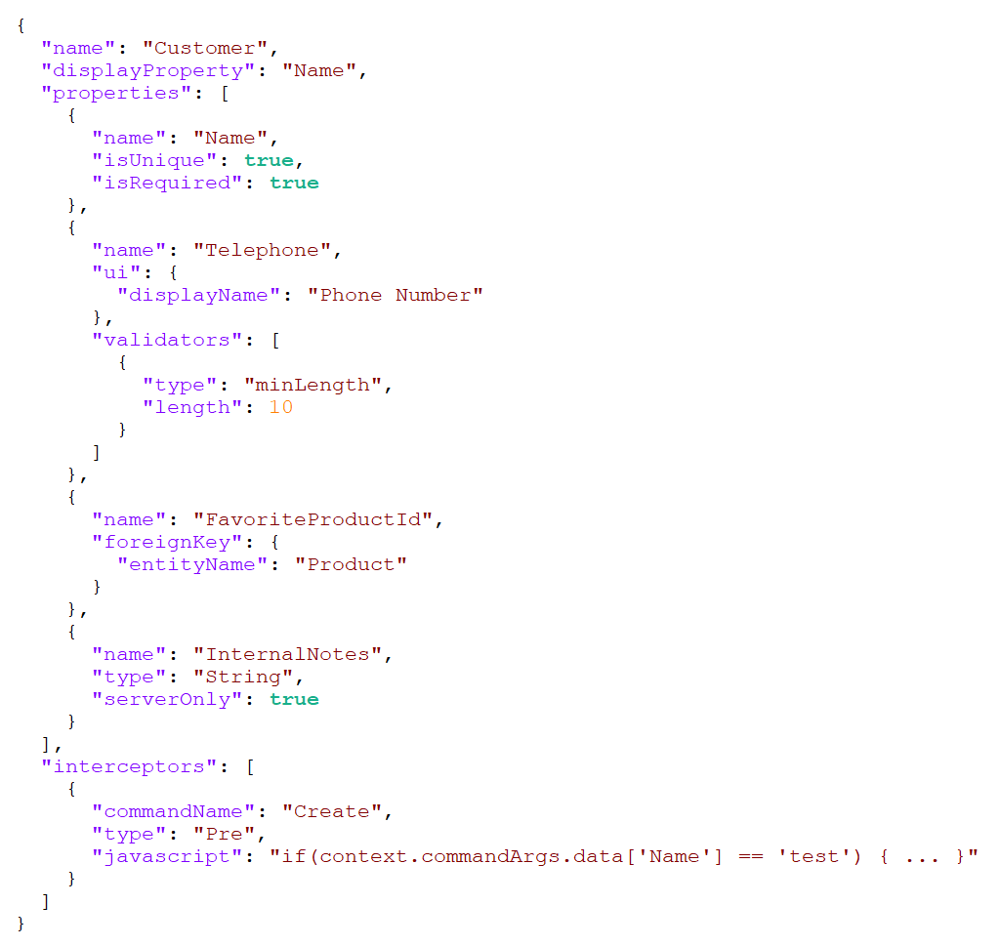 {
  "name": "Customer",
  "displayProperty": "Name",
  "properties": [
    {
      "name": "Name",
      "isUnique": true,
      "isRequired": true
    },
    {
      "name": "Telephone",
      "ui": {
        "displayName": "Phone Number"
      },
      "validators": [
        {
          "type": "minLength",
          "length": 10
        }
      ]
    },
    {
      "name": "FavoriteProductId",
      "foreignKey": {
        "entityName": "Product"
      }
    },
    {
      "name": "InternalNotes",
      "type": "String",
      "serverOnly": true
    }
  ],
  "interceptors": [
    {
      "commandName": "Create",
      "type": "Pre",
      "javascript": "if(context.commandArgs.data['Name'] == 'test') { ... }"
    }
  ]
}